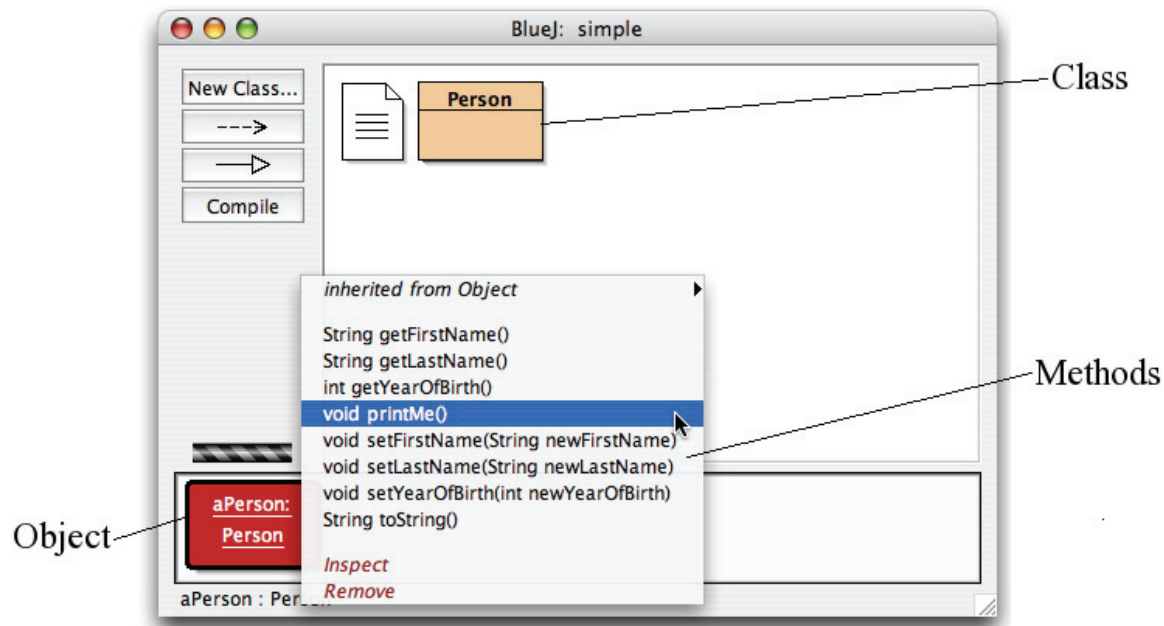 BlueJ: simple
New Class...
Compile
Person
Class
inherited from Object
String getFirstName()
String getLastName()
int getYearOfBirth()
void printMe()
void setFirstName(String newFirstName)
void setLastName(String newLastName)
void setYearOfBirth(int newYearOfBirth)
String toString()
Inspect
Remove
Methods
Object
aPerson:
Person
aPerson : Per